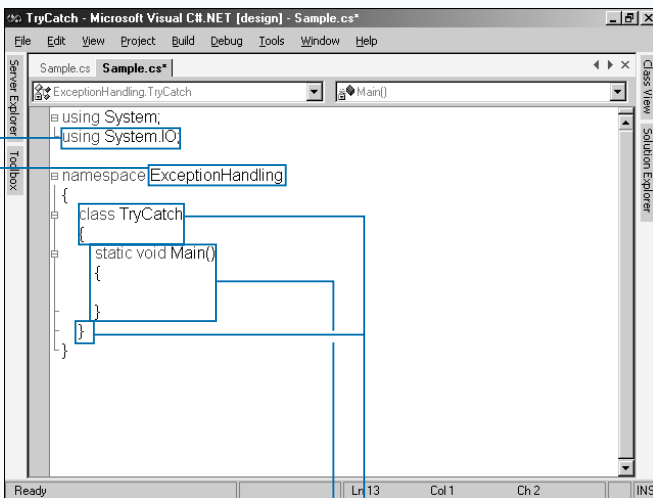 TryCatch - Microsoft Visual C#.NET [design] - Sample.cs*
File Edit View Project Build Debug Tools Window Help
Sample.cs Sample.cs*
ExceptionHandling.TryCatch Main()
Server Explorer
Toolbox
using System;
using System.IO;
namespace ExceptionHandling
{
class TryCatch
{
static void Main()
{
}
}
}
Class View
Solution Explorer
Ready Ln 13 Col 1 Ch 2 INS